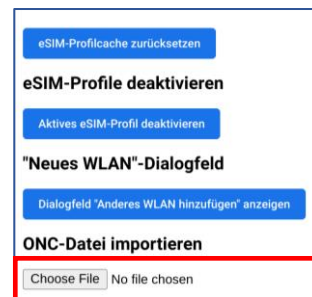 eSIM-Profilcache zurücksetzen
eSIM-Profile deaktivieren
Aktives eSIM-Profil deaktivieren
"Neues WLAN"-Dialogfeld
Dialogfeld "Anderes WLAN hinzufügen" anzeigen
ONC-Datei importieren
Choose File No file chosen